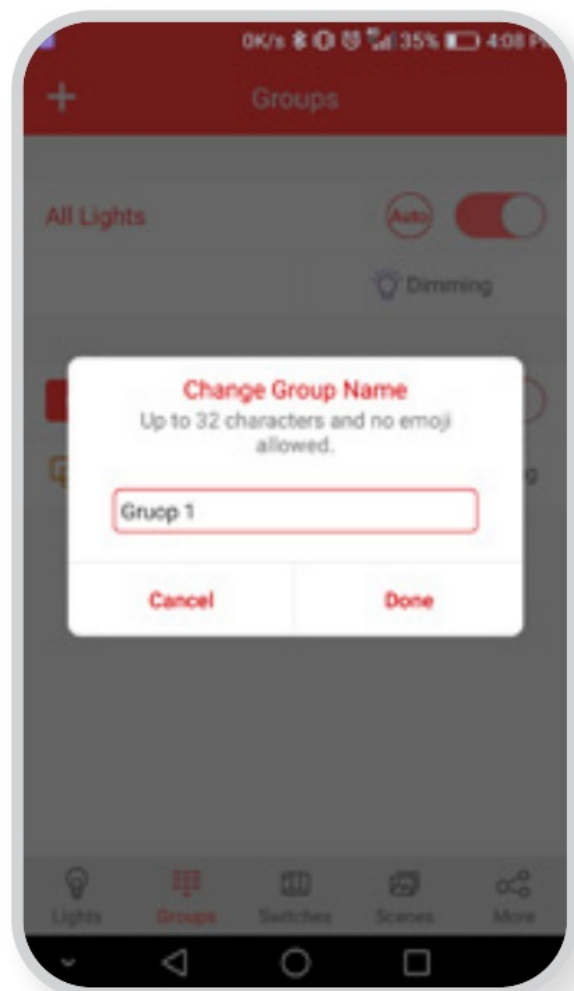 0K/s 35% 4:08 P
+ Groups
All Lights Auto
Dimming
Change Group Name
Up to 32 characters and no emoji
allowed.
g
Gruop 1
Cancel Done
Lights Groups Switches Scenes More